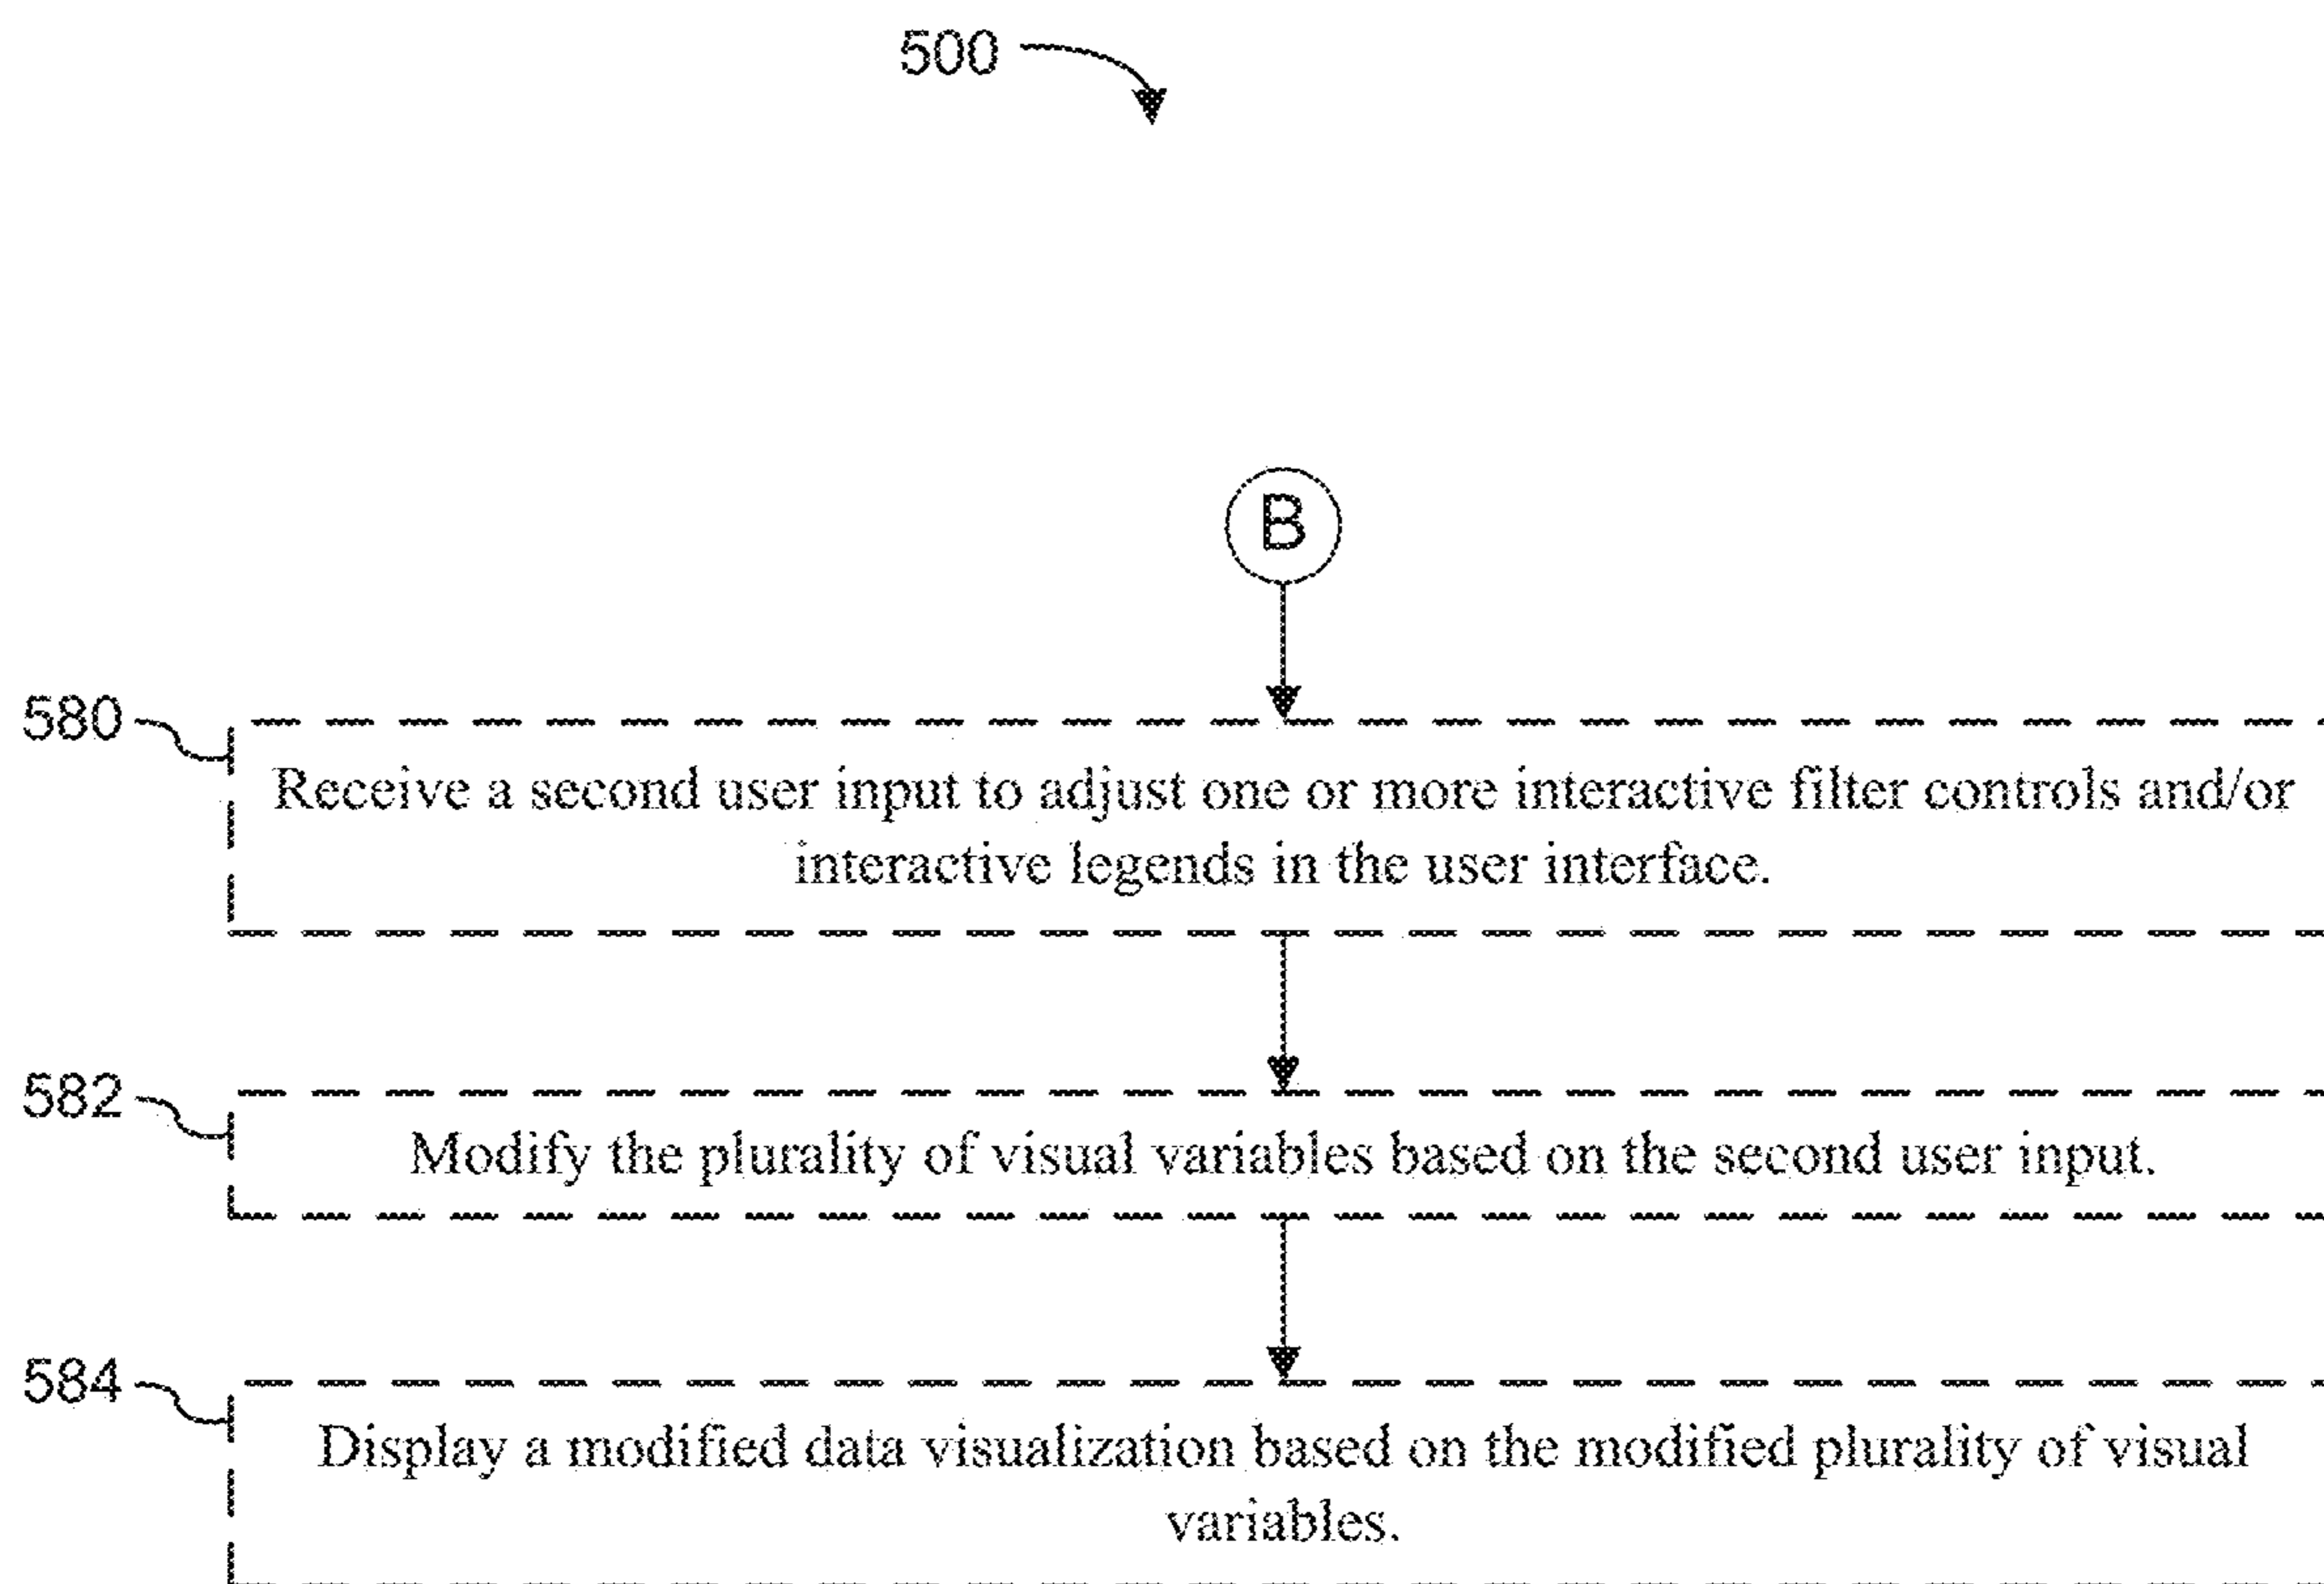 500
B
580
Receive a second user input to adjust one or more interactive filter controls and/or
interactive legends in the user interface.
582
Modify the plurality of visual variables based on the second user input.
584
Display a modified data visualization based on the modified plurality of visual
variables.